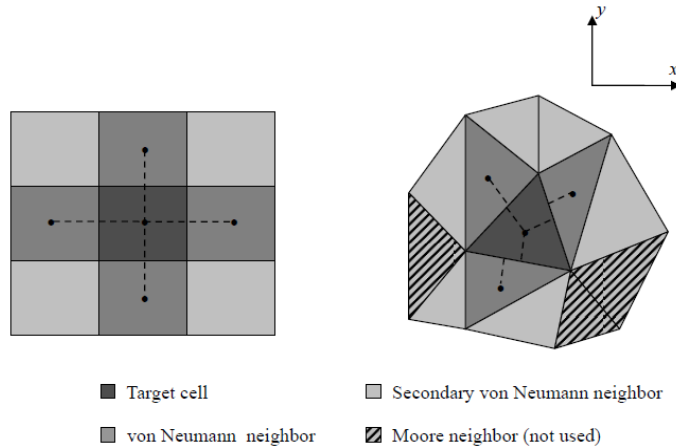 y
x
Target cell
Secondary von Neumann neighbor
von Neumann neighbor
Moore neighbor (not used)